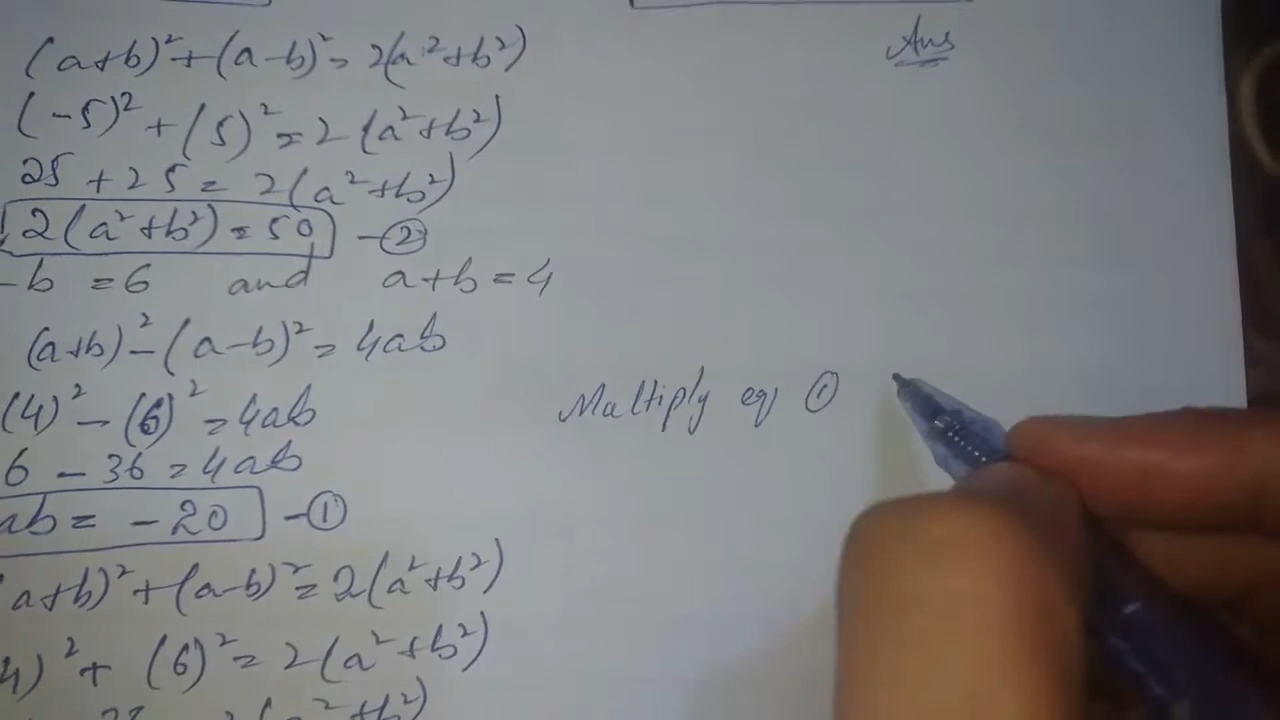 (a+b)² + (a-b)² = 2(a²+b²)
(-5)² + (5)² = 2(a²+b²)
25 + 25 = 2(a²+b²)
2(a²+b²) = 50 -②
-b = 6 and a+b = 4
(a+b)² - (a-b)² = 4ab
(4)² - (6)² = 4ab
6 - 36 = 4ab
ab = -20 -①
a+b)² + (a-b)² = 2(a²+b²)
4)² + (6)² = 2(a²+b²)
(a²+b²)
Ans
Multiply eq ①